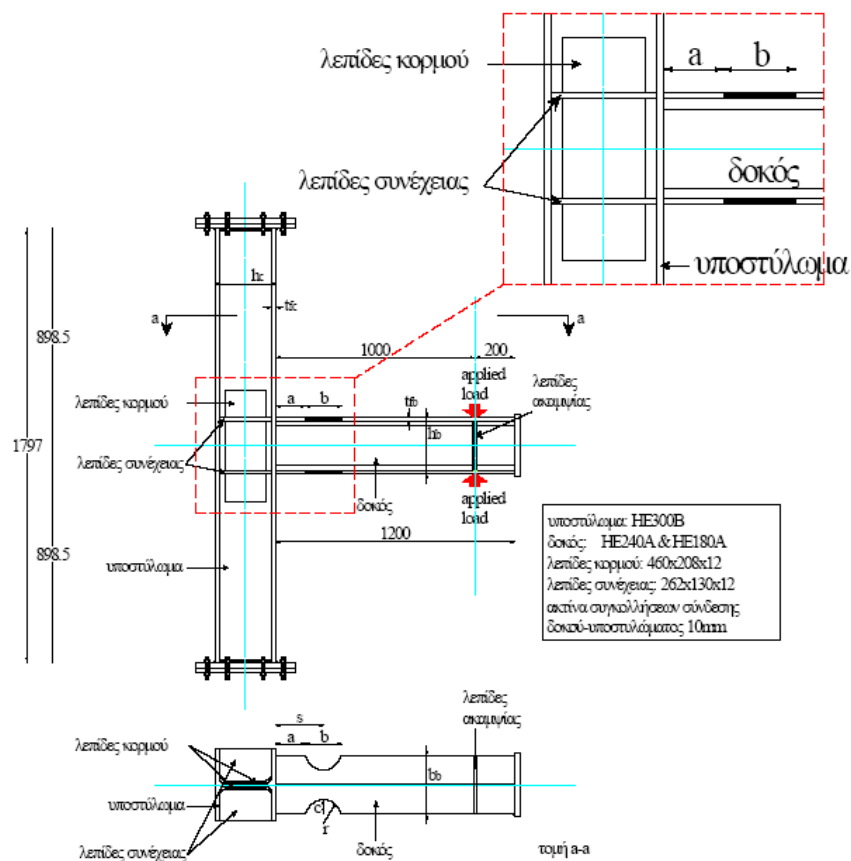 λεπίδες κορμού
a
b
λεπίδες συνέχειας
δοκός
υποστύλωμα
hc
tfc
a
a
898.5
1000
200
applied
load
λεπίδες
ακαμψίας
λεπίδες κορμού
a
b
tfb
hb
1797
λεπίδες συνέχειας
δοκός
applied
load
1200
898.5
υποστύλωμα
υποστύλωμα: HE300B
δοκός: HE240A & HE180A
λεπίδες κορμού: 460x208x12
λεπίδες συνέχειας: 262x130x12
ακτίνα συγκολλήσεων σύνδεσης
δοκού-υποστυλώματος 10mm
λεπίδες
ακαμψίας
s
a
b
λεπίδες κορμού
bb
υποστύλωμα
c
r
λεπίδες συνέχειας
δοκός
τομή a-a